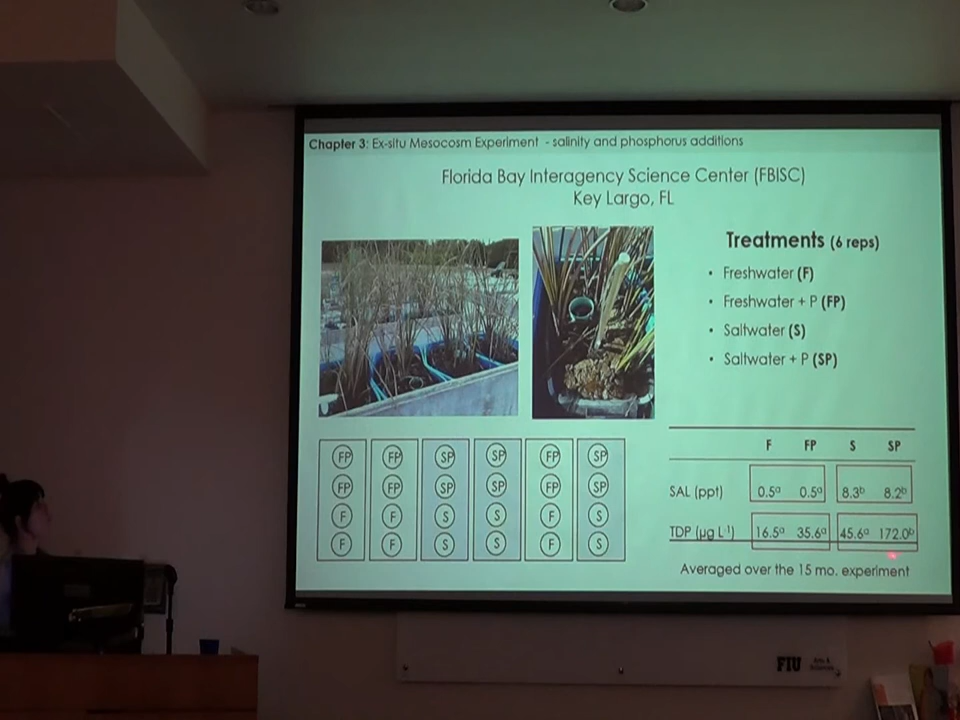 Chapter 3: Ex-situ Mesocosm Experiment - salinity and phosphorus additions
Florida Bay Interagency Science Center (FBISC)
Key Largo, FL
Treatments (6 reps)
• Freshwater (F)
• Freshwater + P (FP)
• Saltwater (S)
• Saltwater + P (SP)
FP FP SP SP FP SP
FP FP SP SP FP SP
F F S S F S
F F S S F S
F FP S SP
SAL (ppt) 0.5ᵃ 0.5ᵃ 8.3ᵇ 8.2ᵇ
TDP (µg L⁻¹) 16.5ᵃ 35.6ᵃ 45.6ᵃ 172.0ᵇ
Averaged over the 15 mo. experiment
FIU